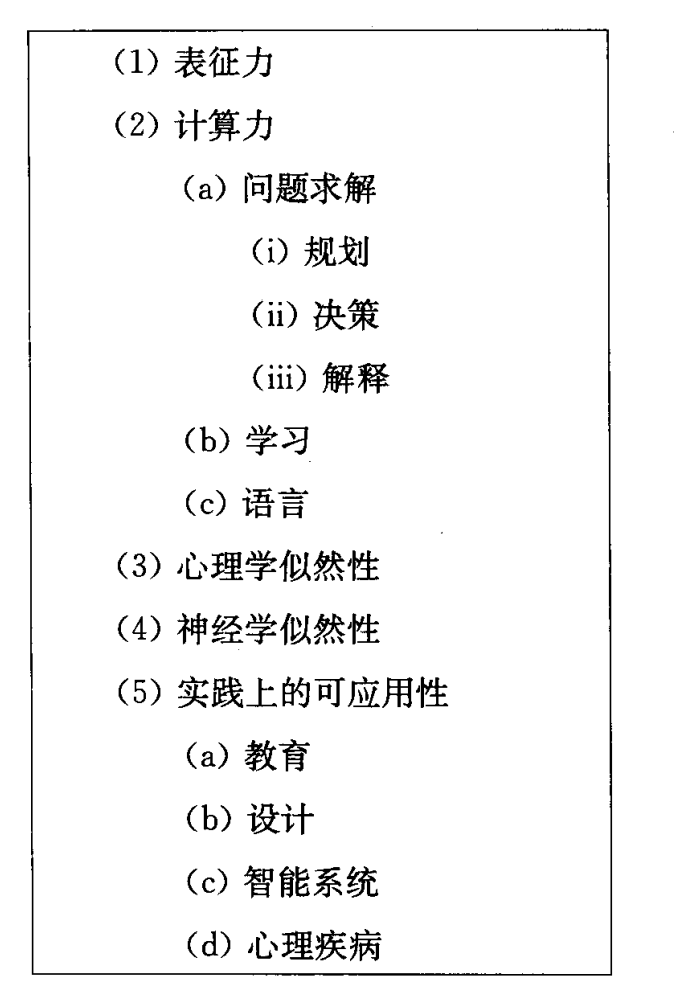 (1) 表征力
(2) 计算力
(a) 问题求解
(i) 规划
(ii) 决策
(iii) 解释
(b) 学习
(c) 语言
(3) 心理学似然性
(4) 神经学似然性
(5) 实践上的可应用性
(a) 教育
(b) 设计
(c) 智能系统
(d) 心理疾病